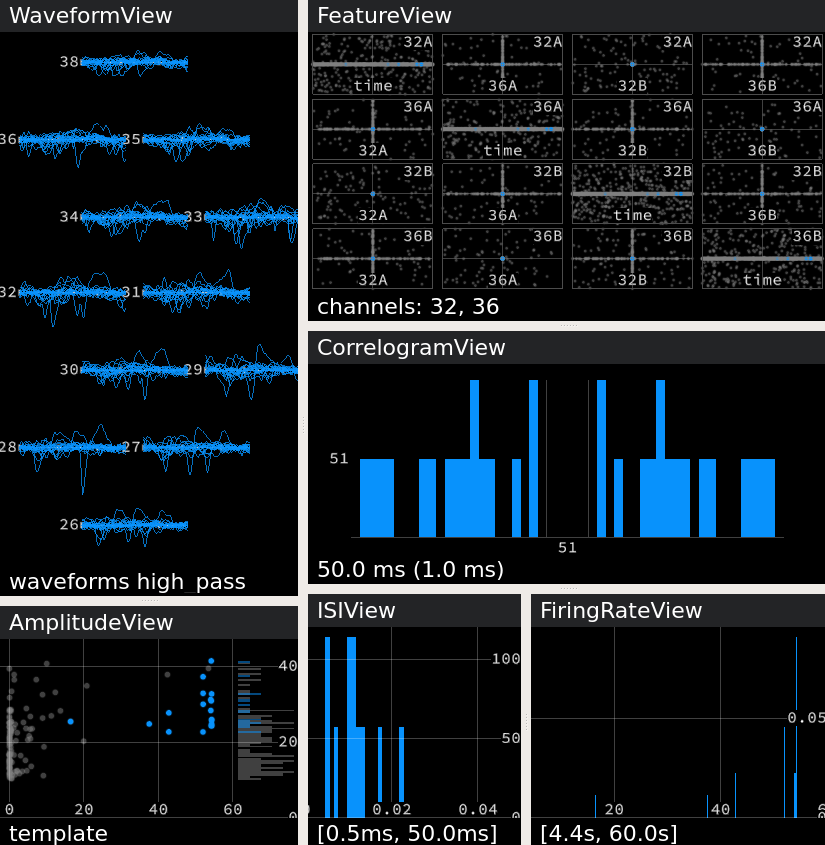 WaveformView
38
36 35
34 33
32 31
30 29
28 27
26
waveforms high_pass
FeatureView
32A 32A 32A 32A
time 36A 32B 36B
36A 36A 36A 36A
32A time 32B 36B
32B 32B 32B 32B
32A 36A time 36B
36B 36B 36B 36B
32A 36A 32B time
channels: 32, 36
CorrelogramView
51
51
50.0 ms (1.0 ms)
AmplitudeView
40
20
0 20 40 60
template
ISIView
100
50
0.02 0.04
[0.5ms, 50.0ms]
FiringRateView
0.05
20 40
[4.4s, 60.0s]